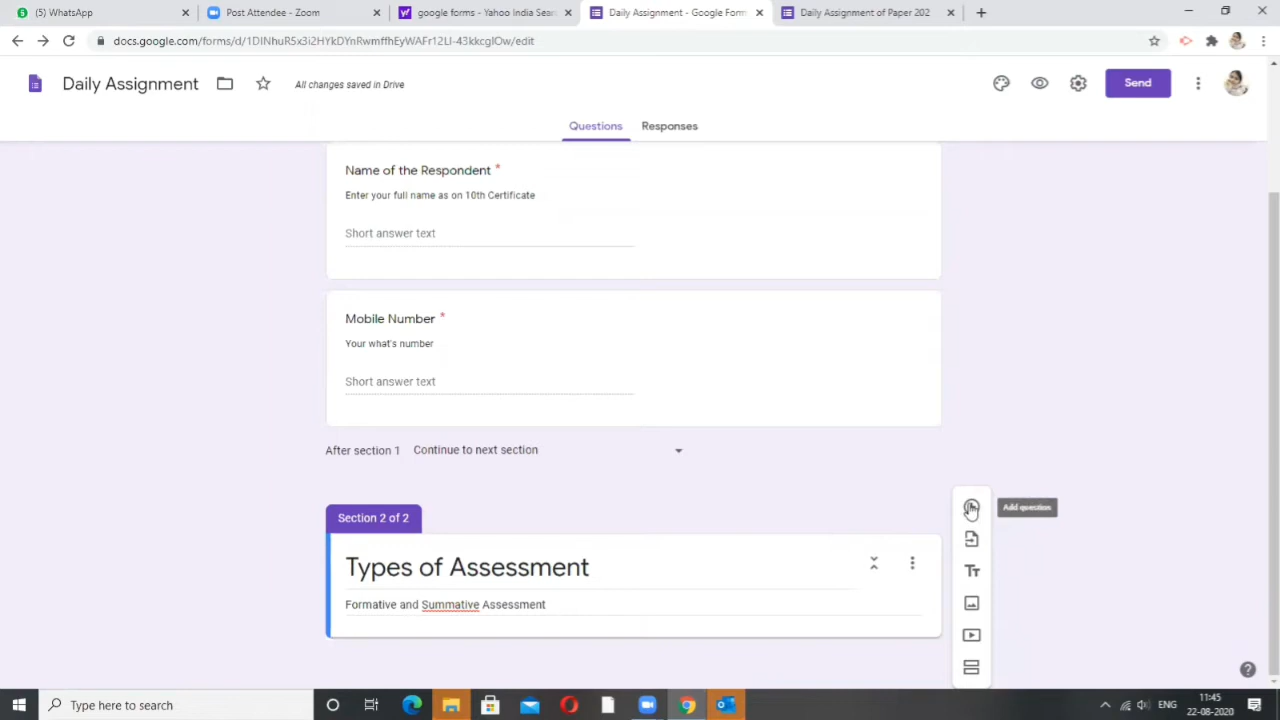 (5) WhatsApp
Post Attendee - Zoom
google forms - Yahoo India Sear
Daily Assignment - Google Form
Daily Assignment of Paper 202
docs.google.com/forms/d/1DINhuR5x3i2HYkDYnRwmffhEyWAFr12LI-43kkcglOw/edit
Daily Assignment
All changes saved in Drive
Send
Questions
Responses
Name of the Respondent *
Enter your full name as on 10th Certificate
Short answer text
Mobile Number *
Your what's number
Short answer text
After section 1
Continue to next section
Section 2 of 2
Add question
Types of Assessment
Formative and Summative Assessment
Type here to search
ENG
11:45
22-08-2020